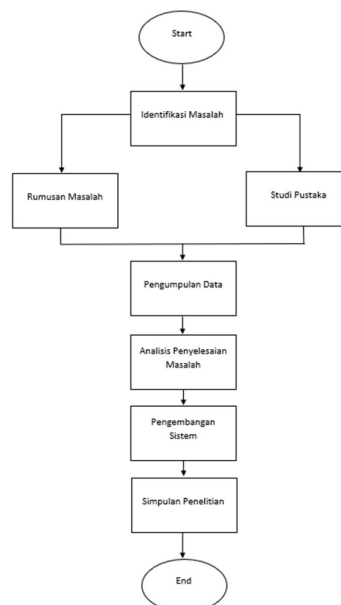 Start
Identifikasi Masalah
Rumusan Masalah
Studi Pustaka
Pengumpulan Data
Analisis Penyelesaian
Masalah
Pengembangan
Sistem
Simpulan Penelitian
End